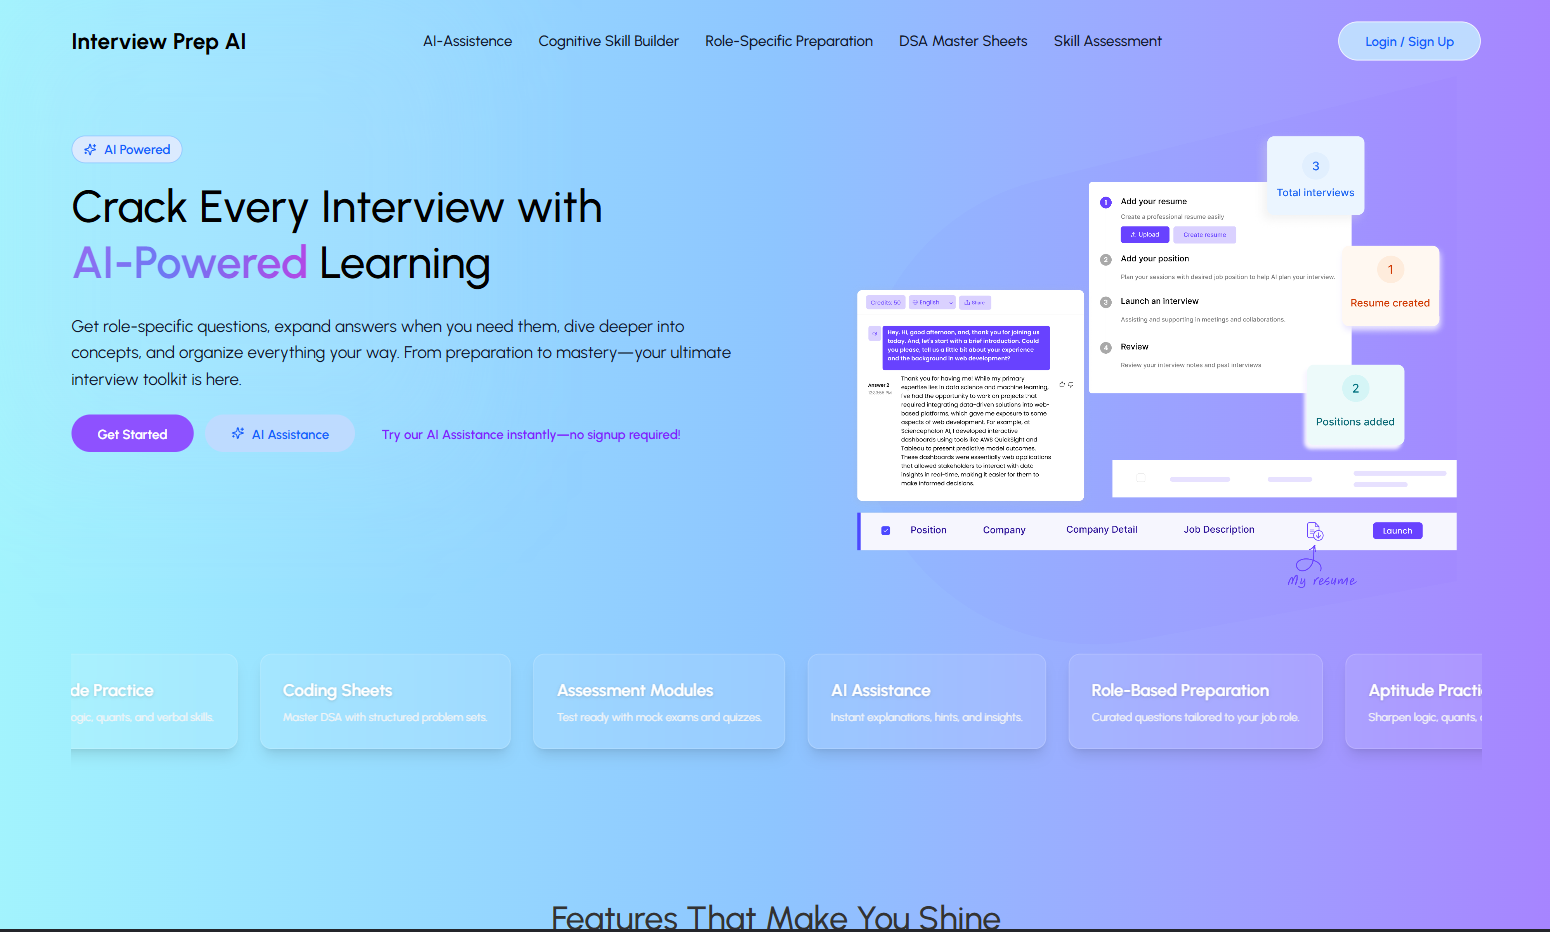 Interview Prep AI
AI-Assistence
Cognitive Skill Builder
Role-Specific Preparation
DSA Master Sheets
Skill Assessment
Login / Sign Up
AI Powered
Crack Every Interview with
AI-Powered Learning
Get role-specific questions, expand answers when you need them, dive deeper into
concepts, and organize everything your way. From preparation to mastery—your ultimate
interview toolkit is here.
Get Started
AI Assistance
Try our AI Assistance instantly—no signup required!
3
Total interviews
1
Add your resume
Create a professional resume easily
Upload
Create resume
2
Add your position
Plan your sessions with desired job position to help AI plan your interview.
3
Launch an interview
Assisting and supporting in meetings and collaborations.
4
Review
Review your interview notes and past interviews
1
Resume created
2
Positions added
Credits: 50
English
Share
Hey. Hi, good afternoon, and, thank you for joining us
today. And, let's start with a brief introduction. Could
you please, tell us a little bit about your experience
and the background in web development?
Answer 2
Thank you for having me! While my primary
expertise lies in data science and machine learning,
I've had the opportunity to work on projects that
required integrating data-driven solutions into web-
based platforms, which gave me exposure to some
aspects of web development. For example, at
Sciencephaton AI, I developed interactive
dashboards using tools like AWS QuickSight and
Tableau to present predictive model outcomes.
These dashboards were essentially web applications
that allowed stakeholders to interact with data
insights in real-time, making it easier for them to
make informed decisions.
Position
Company
Company Detail
Job Description
Launch
My resume
de Practice
ogic, quants, and verbal skills.
Coding Sheets
Master DSA with structured problem sets.
Assessment Modules
Test ready with mock exams and quizzes.
AI Assistance
Instant explanations, hints, and insights.
Role-Based Preparation
Curated questions tailored to your job role.
Aptitude Practi
Sharpen logic, quants,
Features That Make You Shine